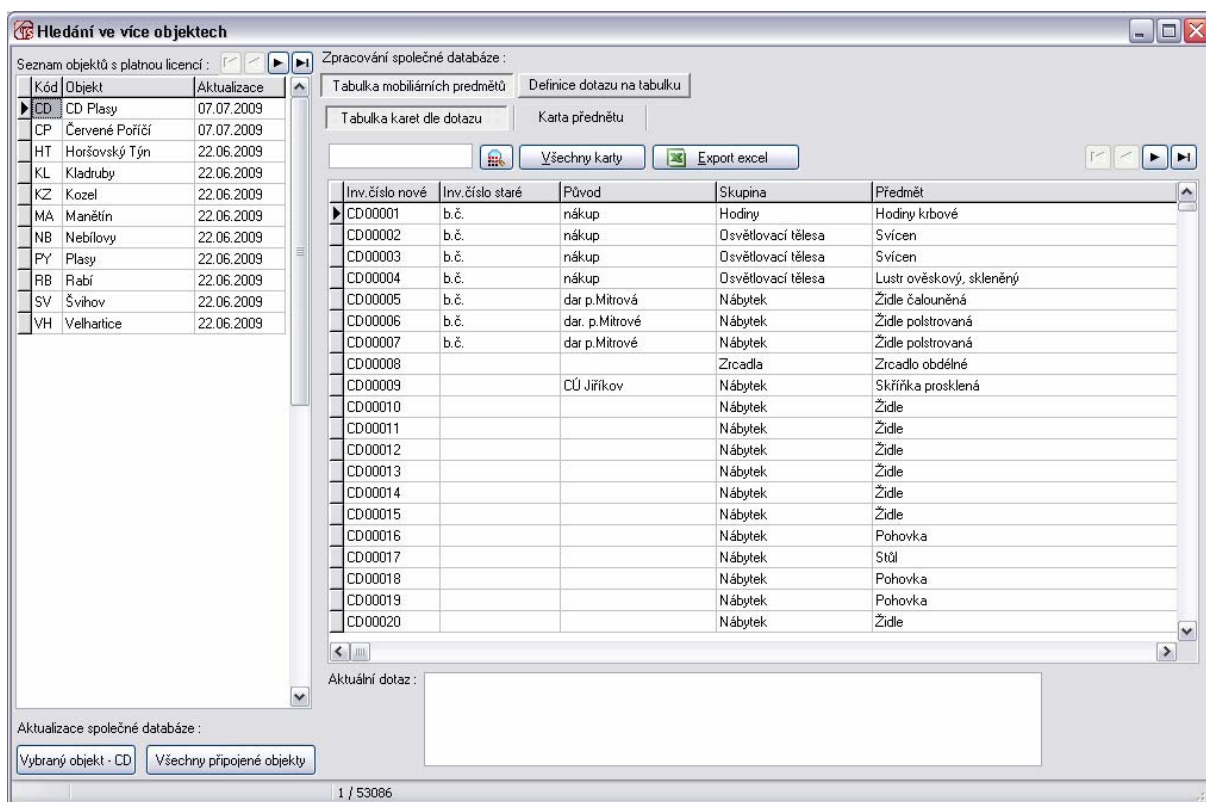 Hledání ve více objektech
Seznam objektů s platnou licencí :
Kód Objekt Aktualizace
CD CD Plasy 07.07.2009
CP Červené Poříčí 07.07.2009
HT Horšovský Týn 22.06.2009
KL Kladruby 22.06.2009
KZ Kozel 22.06.2009
MA Manětín 22.06.2009
NB Nebílovy 22.06.2009
PY Plasy 22.06.2009
RB Rabí 22.06.2009
SV Švihov 22.06.2009
VH Velhartice 22.06.2009
Aktualizace společné databáze :
Vybraný objekt - CD Všechny připojené objekty
Zpracování společné databáze :
Tabulka mobiliárních predmětů Definice dotazu na tabulku
Tabulka karet dle dotazu Karta přednětu
Všechny karty Export excel
Inv.číslo nové Inv.číslo staré Původ Skupina Předmět
CD00001 b.č. nákup Hodiny Hodiny krbové
CD00002 b.č. nákup Osvětlovací tělesa Svícen
CD00003 b.č. nákup Osvětlovací tělesa Svícen
CD00004 b.č. nákup Osvětlovací tělesa Lustr ověskový, skleněný
CD00005 b.č. dar p.Mitrová Nábytek Židle čalouněná
CD00006 b.č. dar. p.Mitrové Nábytek Židle polstrovaná
CD00007 b.č. dar p.Mitrové Nábytek Židle polstrovaná
CD00008 Zrcadla Zrcadlo obdélné
CD00009 CÚ Jiříkov Nábytek Skříňka prosklená
CD00010 Nábytek Židle
CD00011 Nábytek Židle
CD00012 Nábytek Židle
CD00013 Nábytek Židle
CD00014 Nábytek Židle
CD00015 Nábytek Židle
CD00016 Nábytek Pohovka
CD00017 Nábytek Stůl
CD00018 Nábytek Pohovka
CD00019 Nábytek Pohovka
CD00020 Nábytek Židle
Aktuální dotaz :
1 / 53086